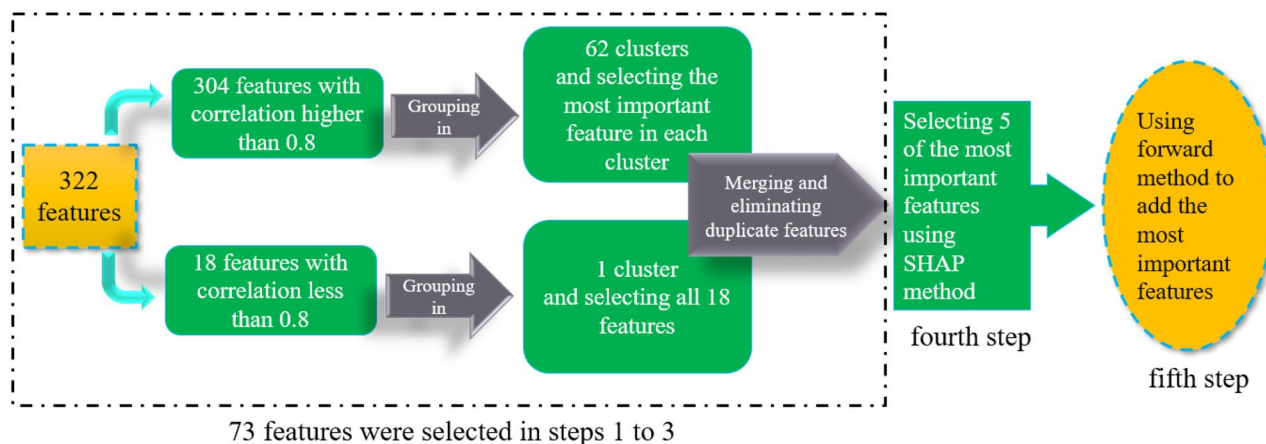 322
features
304 features with
correlation higher
than 0.8
Grouping
in
62 clusters
and selecting the
most important
feature in each
cluster
18 features with
correlation less
than 0.8
Grouping
in
1 cluster
and selecting all 18
features
Merging and
eliminating
duplicate features
73 features were selected in steps 1 to 3
Selecting 5
of the most
important
features
using
SHAP
method
fourth step
Using
forward
method to
add the
most
important
features
fifth step